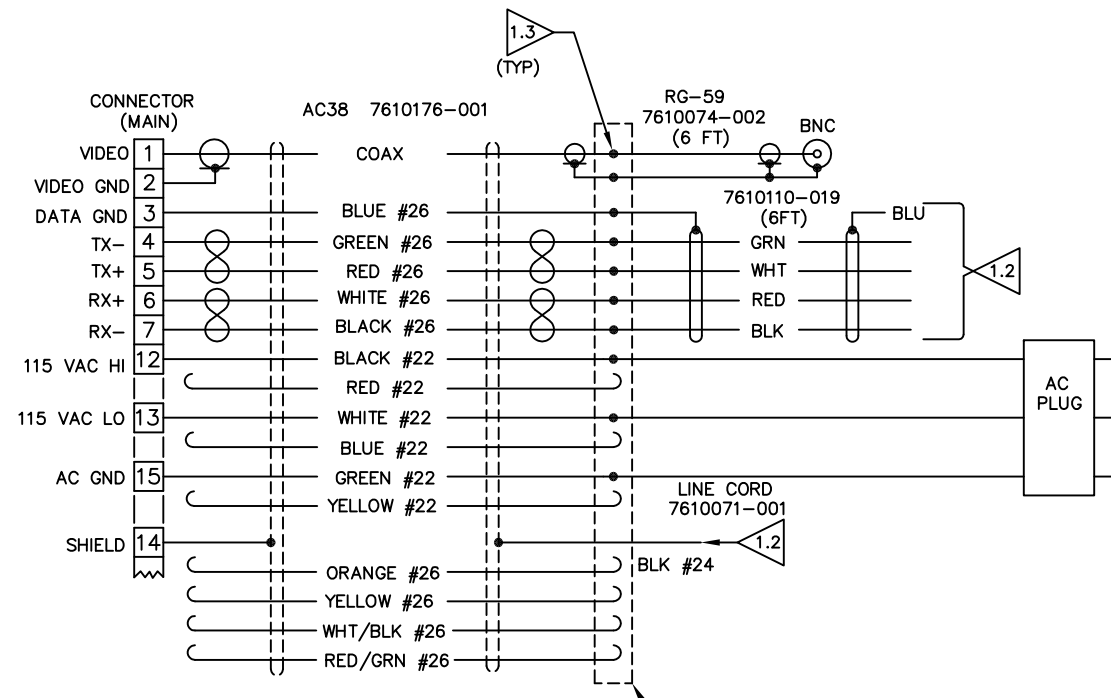 1.3
(TYP)
CONNECTOR
(MAIN)
AC38 7610176-001
RG-59
7610074-002
(6 FT)
BNC
VIDEO 1 COAX
VIDEO GND 2
7610110-019
(6FT)
DATA GND 3 BLUE #26 BLU
TX- 4 GREEN #26 GRN
TX+ 5 RED #26 WHT 1.2
RX+ 6 WHITE #26 RED
RX- 7 BLACK #26 BLK
115 VAC HI 12 BLACK #22
RED #22
AC
PLUG
115 VAC LO 13 WHITE #22
BLUE #22
AC GND 15 GREEN #22
YELLOW #22
LINE CORD
7610071-001
SHIELD 14 1.2
BLK #24
ORANGE #26
YELLOW #26
WHT/BLK #26
RED/GRN #26